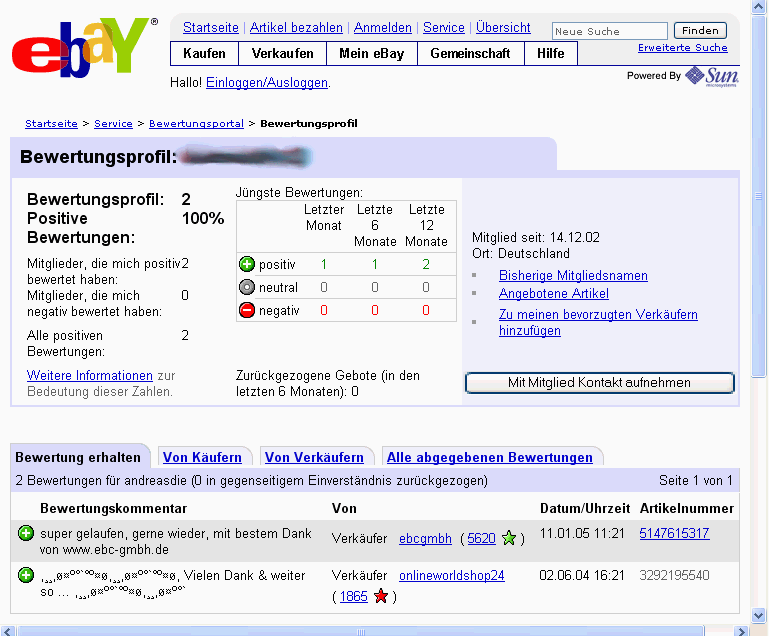 ebaY®
Startseite | Artikel bezahlen | Anmelden | Service | Übersicht
Neue Suche
Finden
Erweiterte Suche
Kaufen Verkaufen Mein eBay Gemeinschaft Hilfe
Hallo! Einloggen/Ausloggen.
Powered By Sun
microsystems
Startseite > Service > Bewertungsportal > Bewertungsprofil
Bewertungsprofil:
Bewertungsprofil: 2
Positive 100%
Bewertungen:
Mitglieder, die mich positiv 2
bewertet haben:
Mitglieder, die mich 0
negativ bewertet haben:
Alle positiven 2
Bewertungen:
Weitere Informationen zur
Bedeutung dieser Zahlen.
Jüngste Bewertungen:
Letzter Letzte Letzte
Monat 6 12
Monate Monate
positiv 1 1 2
neutral 0 0 0
negativ 0 0 0
Zurückgezogene Gebote (in den
letzten 6 Monaten): 0
Mitglied seit: 14.12.02
Ort: Deutschland
Bisherige Mitgliedsnamen
Angebotene Artikel
Zu meinen bevorzugten Verkäufern
hinzufügen
Mit Mitglied Kontakt aufnehmen
Bewertung erhalten Von Käufern Von Verkäufern Alle abgegebenen Bewertungen
2 Bewertungen für andreasdie (0 in gegenseitigem Einverständnis zurückgezogen) Seite 1 von 1
Bewertungskommentar Von Datum/Uhrzeit Artikelnummer
super gelaufen, gerne wieder, mit bestem Dank
von www.ebc-gmbh.de
Verkäufer ebcgmbh ( 5620 ) 11.01.05 11:21 5147615317
,¸¸,ø¤º°`°º¤ø,¸¸,ø¤º°`°º¤ø, Vielen Dank & weiter
so ... ,¸¸,ø¤º°`°º¤ø,¸¸,ø¤º°`
Verkäufer onlineworldshop24 02.06.04 16:21 3292195540
( 1865 )